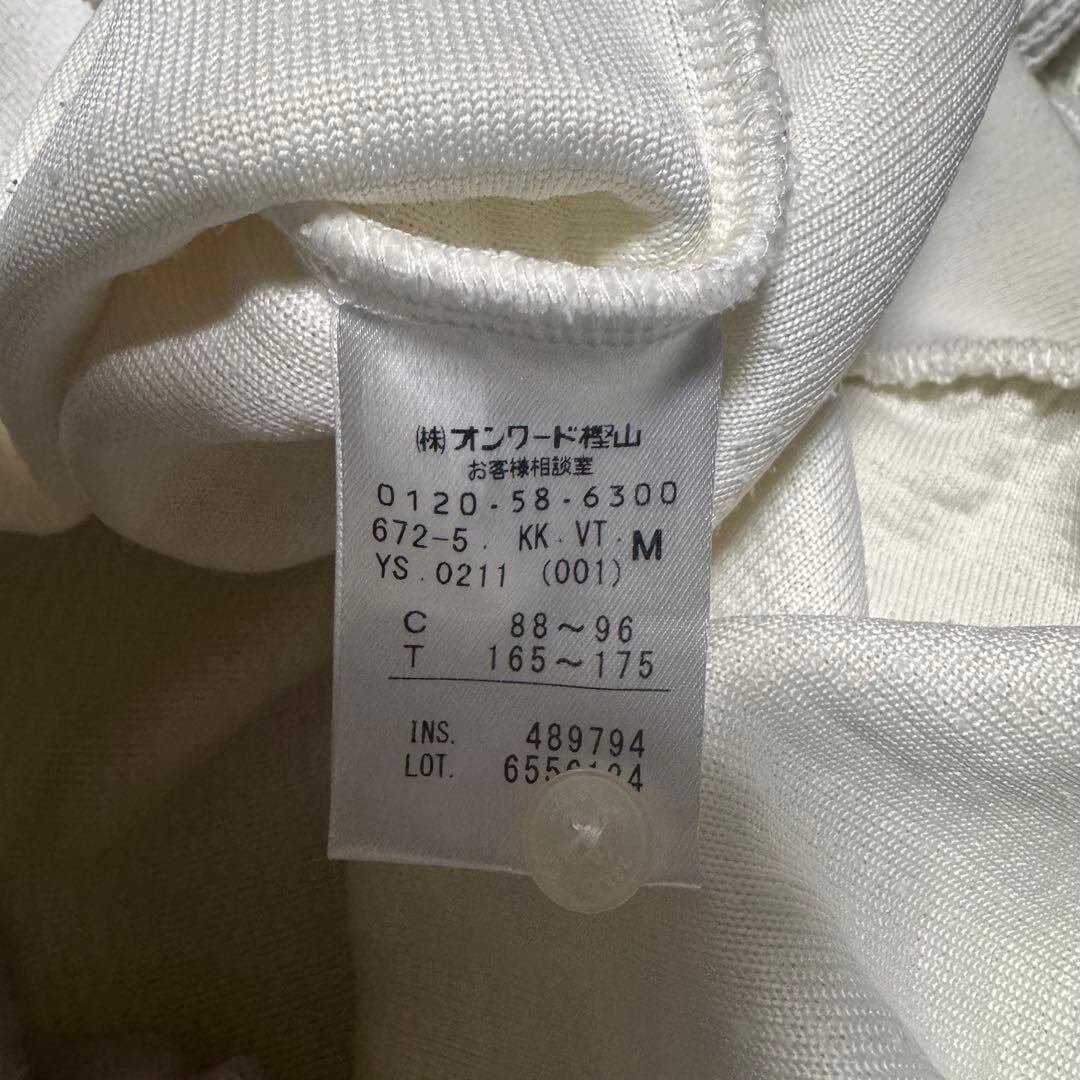 (株)オンワード樫山
お客様相談室
0120-58-6300
672-5. KK.VT. M
YS.0211 (001)
C 88～96
T 165～175
INS. 489794
LOT.